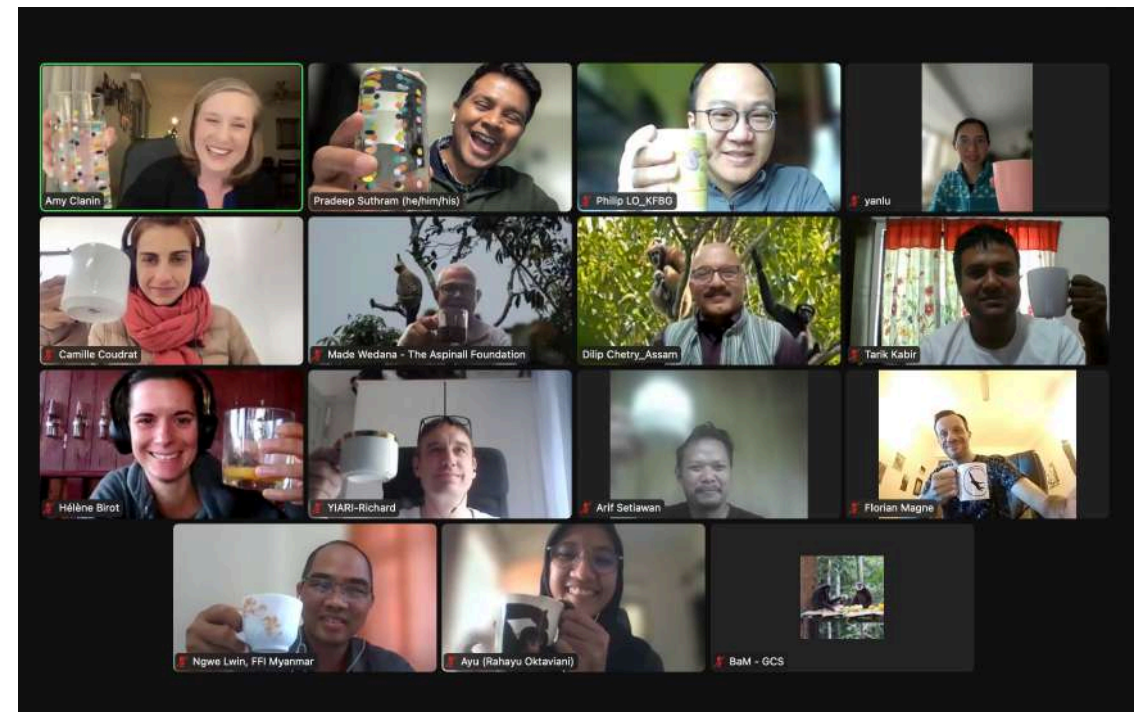 Amy Clanin
Pradeep Suthram (he/him/his)
Philip LO_KFBG
yanlu
Camille Coudrat
Made Wedana - The Aspinall Foundation
Dilip Chetry_Assam
Tarik Kabir
Hélène Birot
YIARI-Richard
Arif Setiawan
Florian Magne
Ngwe Lwin, FFI Myanmar
Ayu (Rahayu Oktaviani)
BaM - GCS